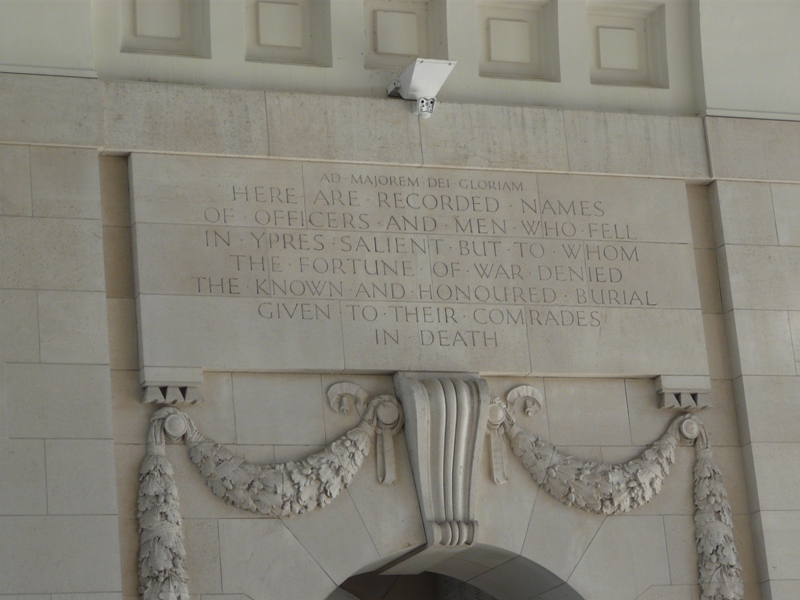 AD · MAJOREM · DEI · GLORIAM
HERE · ARE · RECORDED · NAMES
OF · OFFICERS · AND · MEN · WHO · FELL
IN · YPRES · SALIENT · BUT · TO · WHOM
THE · FORTUNE · OF · WAR · DENIED
THE · KNOWN · AND · HONOURED · BURIAL
GIVEN · TO · THEIR · COMRADES
IN · DEATH